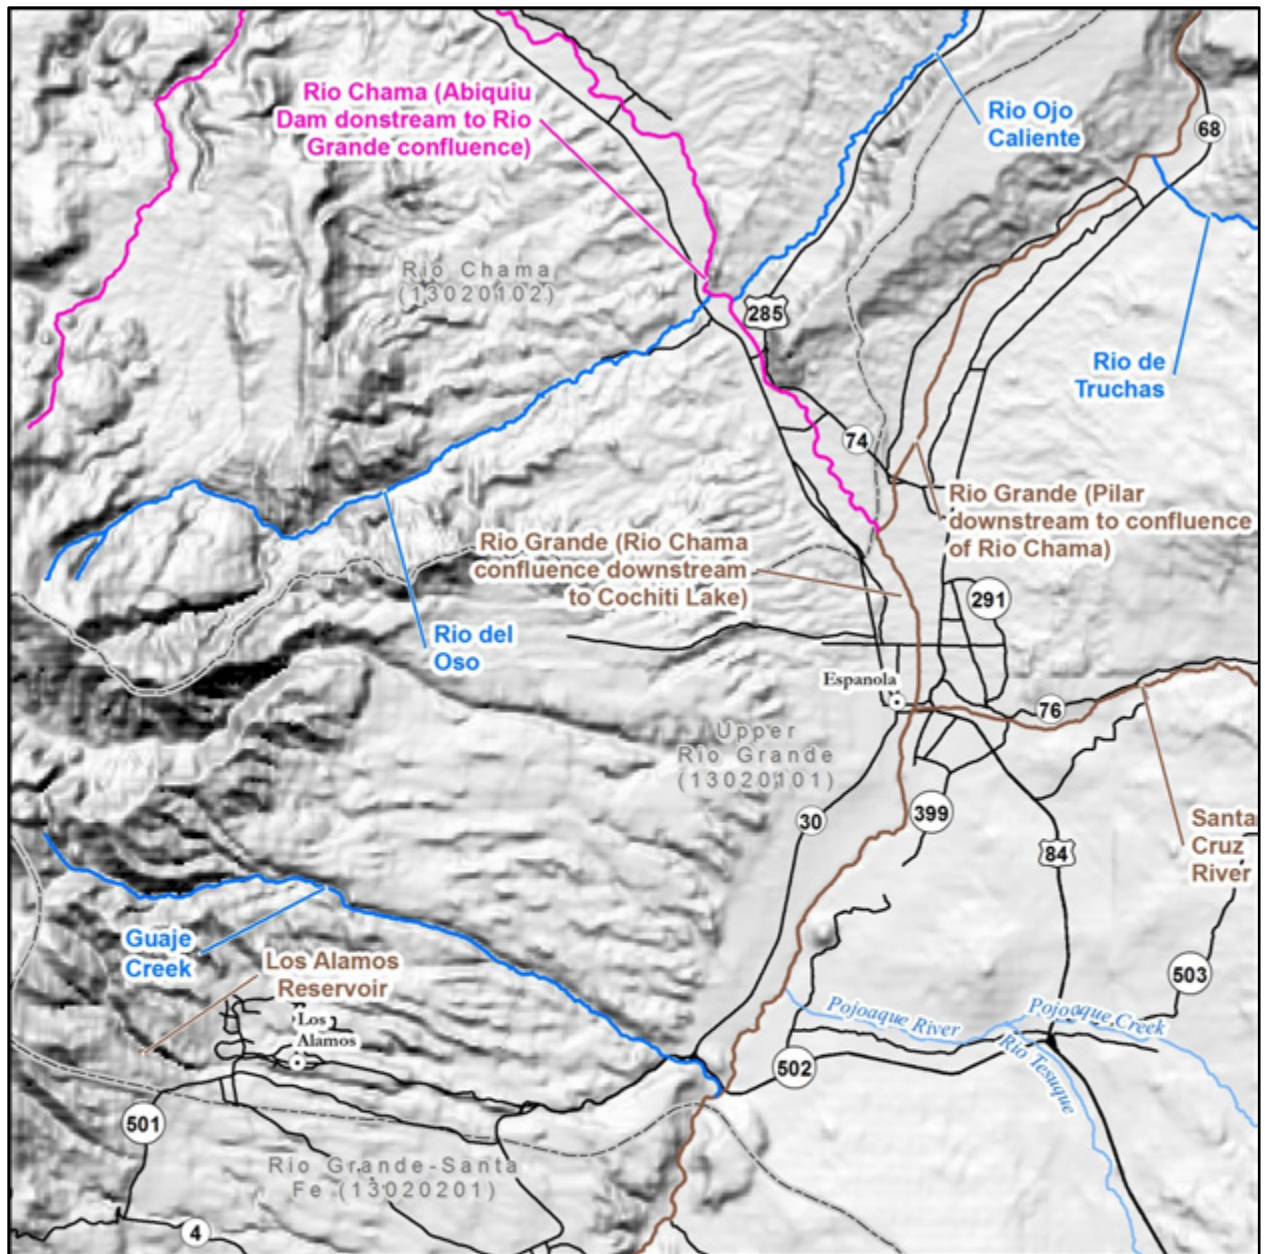 Rio Chama (Abiquiu
Dam donstream to Rio
Grande confluence)
Rio Ojo
Caliente
68
Rio Chama
(13020102)
285
Rio de
Truchas
74
Rio Grande (Pilar
downstream to confluence
of Rio Chama)
Rio Grande (Rio Chama
confluence downstream
to Cochiti Lake)
291
Rio del
Oso
Espanola
76
Upper
Rio Grande
(13020101)
30
399
Santa
Cruz
River
84
Guaje
Creek
Los Alamos
Reservoir
503
Los
Alamos
Pojoaque River
Pojoaque Creek
Rio Tesuque
502
501
Rio Grande-Santa
Fe (13020201)
4